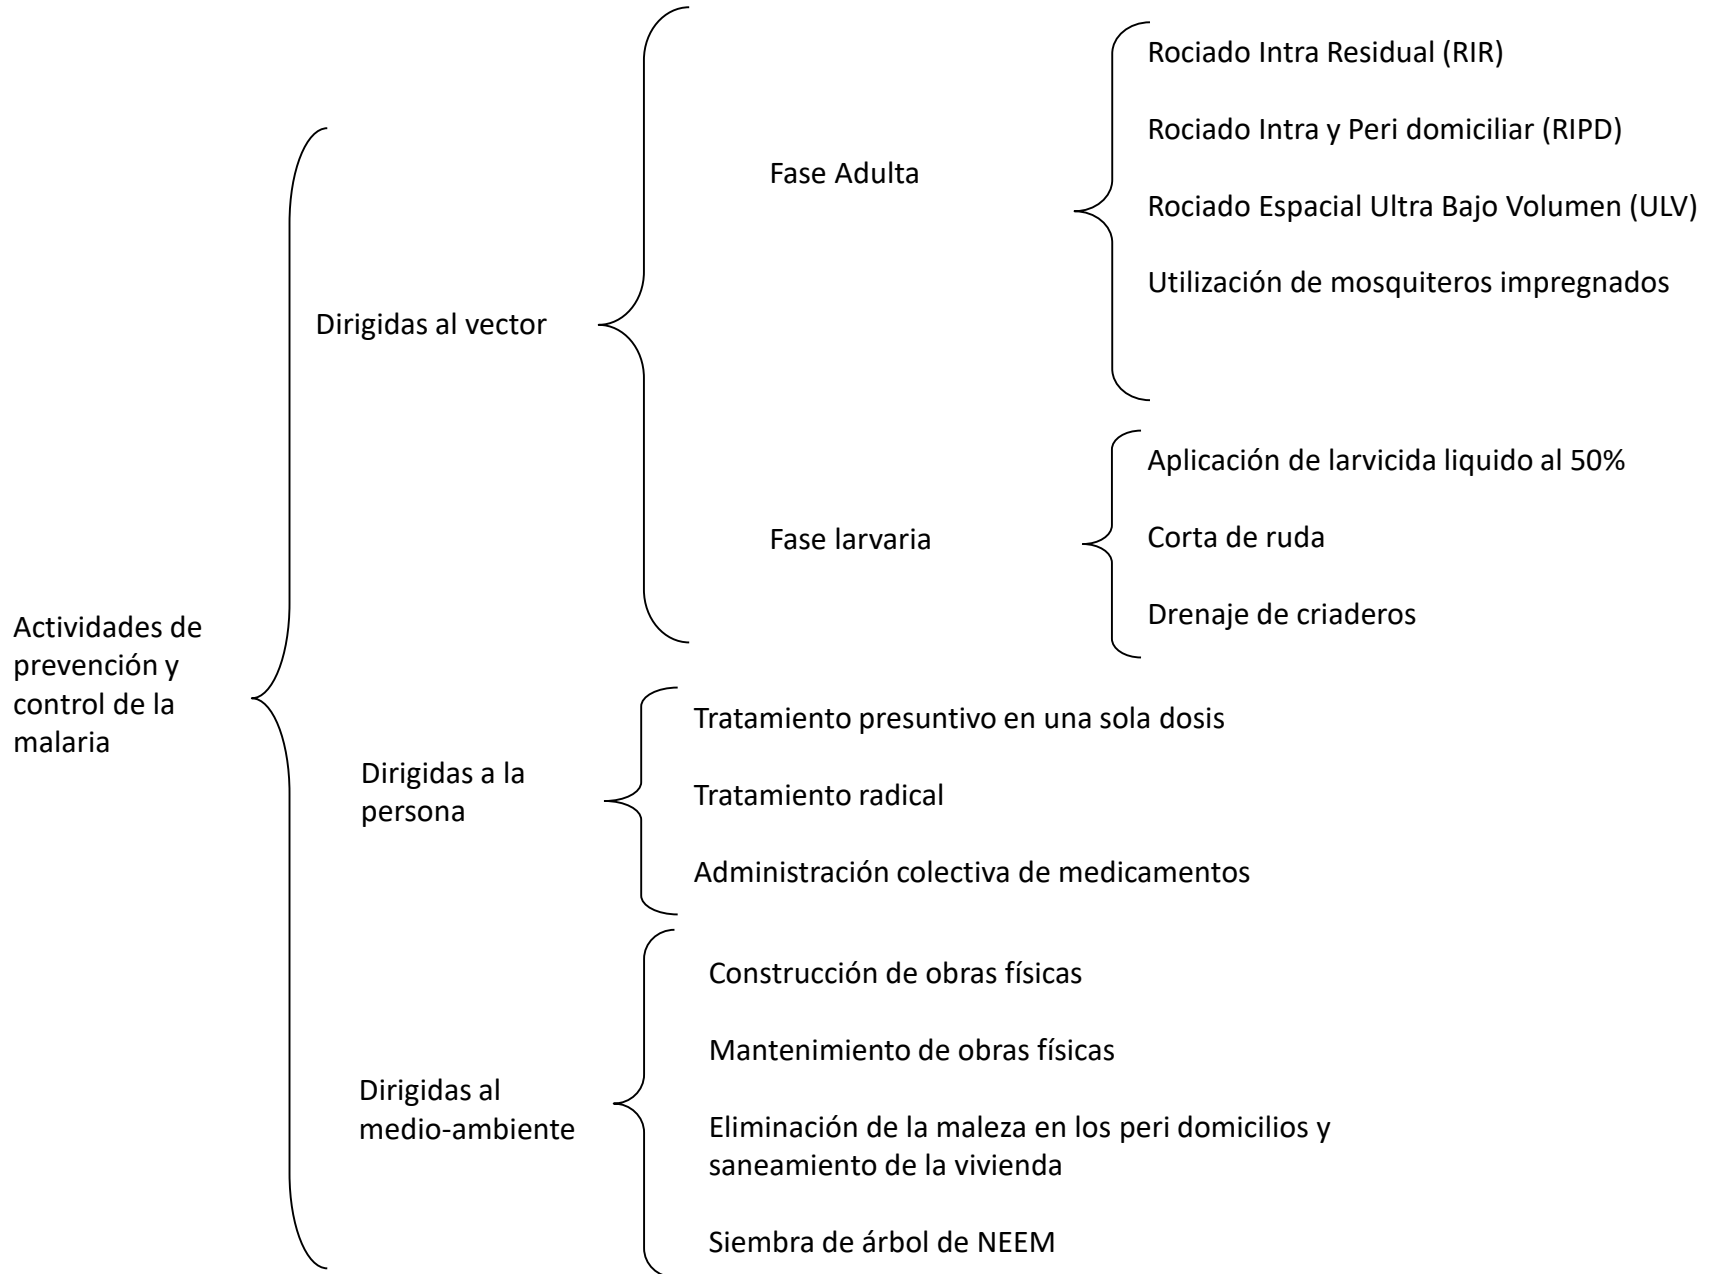 Actividades de
prevención y
control de la
malaria
Dirigidas al vector
Fase Adulta
Rociado Intra Residual (RIR)
Rociado Intra y Peri domiciliar (RIPD)
Rociado Espacial Ultra Bajo Volumen (ULV)
Utilización de mosquiteros impregnados
Fase larvaria
Aplicación de larvicida liquido al 50%
Corta de ruda
Drenaje de criaderos
Dirigidas a la
persona
Tratamiento presuntivo en una sola dosis
Tratamiento radical
Administración colectiva de medicamentos
Dirigidas al
medio-ambiente
Construcción de obras físicas
Mantenimiento de obras físicas
Eliminación de la maleza en los peri domicilios y
saneamiento de la vivienda
Siembra de árbol de NEEM